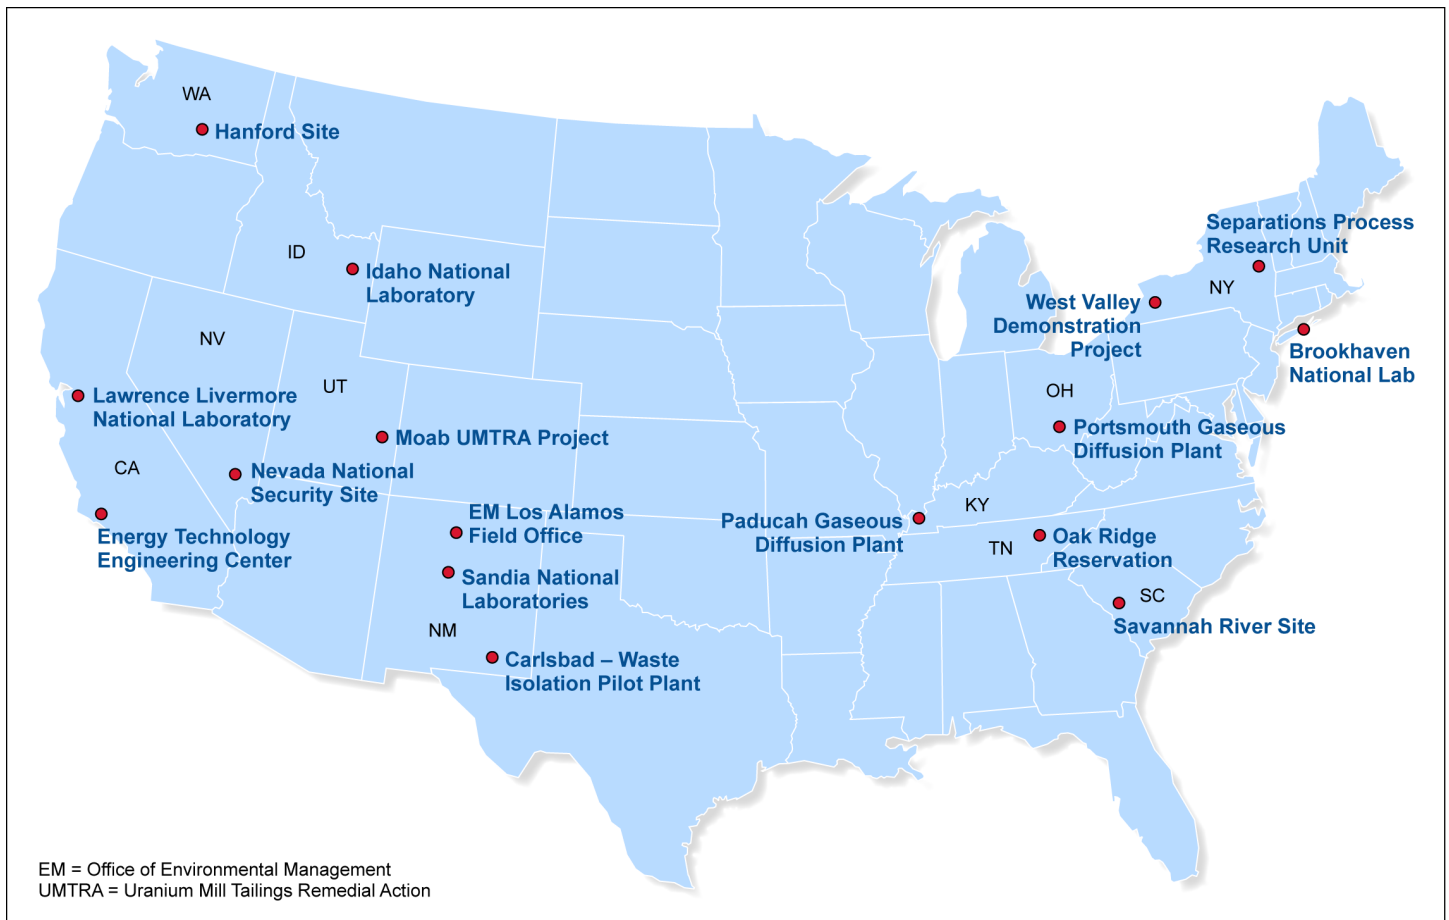 WA
Hanford Site
Separations Process
Research Unit
ID
Idaho National
Laboratory
NY
West Valley
Demonstration
Project
NV
Brookhaven
National Lab
UT
OH
Lawrence Livermore
National Laboratory
Moab UMTRA Project
Portsmouth Gaseous
Diffusion Plant
CA
Nevada National
Security Site
EM Los Alamos
Field Office
KY
Paducah Gaseous
Diffusion Plant
Energy Technology
Engineering Center
TN
Oak Ridge
Reservation
Sandia National
Laboratories
SC
Savannah River Site
NM
Carlsbad – Waste
Isolation Pilot Plant
EM = Office of Environmental Management
UMTRA = Uranium Mill Tailings Remedial Action